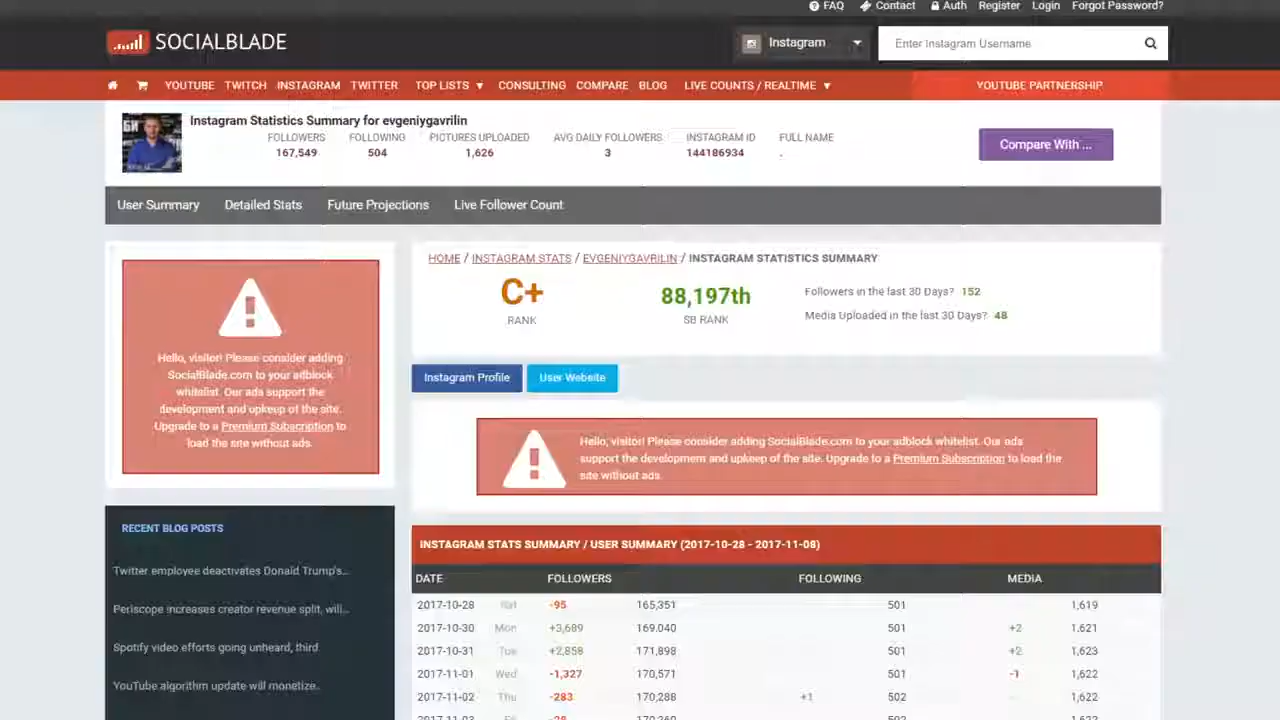 FAQ Contact Auth Register Login Forgot Password?
SOCIALBLADE
Instagram
Enter Instagram Username
YOUTUBE TWITCH INSTAGRAM TWITTER TOP LISTS CONSULTING COMPARE BLOG LIVE COUNTS / REALTIME YOUTUBE PARTNERSHIP
Instagram Statistics Summary for evgeniygavrilin
FOLLOWERS FOLLOWING PICTURES UPLOADED AVG DAILY FOLLOWERS INSTAGRAM ID FULL NAME
167,549 504 1,626 3 144186934 .
Compare With ...
User Summary Detailed Stats Future Projections Live Follower Count
Hello, visitor! Please consider adding
SocialBlade.com to your adblock
whitelist. Our ads support the
development and upkeep of the site.
Upgrade to a Premium Subscription to
load the site without ads.
RECENT BLOG POSTS
Twitter employee deactivates Donald Trump's...
Periscope increases creator revenue split, will...
Spotify video efforts going unheard, third
YouTube algorithm update will monetize..
HOME / INSTAGRAM STATS / EVGENIYGAVRILIN / INSTAGRAM STATISTICS SUMMARY
C+
RANK
88,197th
SB RANK
Followers in the last 30 Days? 152
Media Uploaded in the last 30 Days? 48
Instagram Profile
User Website
Hello, visitor! Please consider adding SocialBlade.com to your adblock whitelist. Our ads
support the development and upkeep of the site. Upgrade to a Premium Subscription to load the
site without ads.
INSTAGRAM STATS SUMMARY / USER SUMMARY (2017-10-28 - 2017-11-08)
DATE FOLLOWERS FOLLOWING MEDIA
2017-10-28 Sat -95 165,351 501 1,619
2017-10-30 Mon +3,689 169,040 501 +2 1,621
2017-10-31 Tue +2,858 171,898 501 +2 1,623
2017-11-01 Wed -1,327 170,571 501 -1 1,622
2017-11-02 Thu -283 170,288 +1 502 1,622